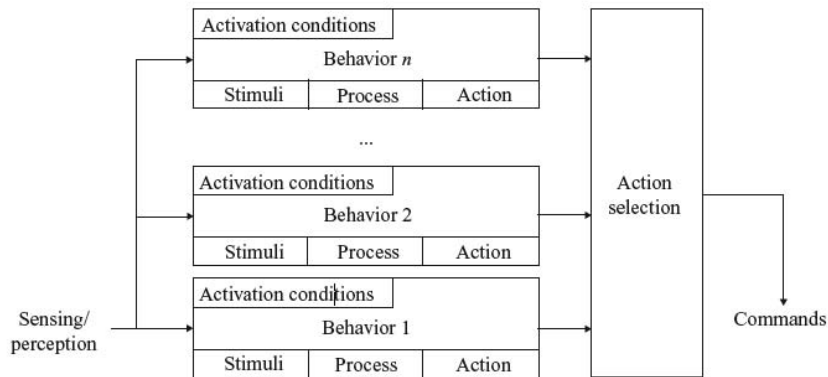 Activation conditions
Behavior n
Stimuli Process Action
...
Activation conditions
Behavior 2
Stimuli Process Action
Activation conditions
Behavior 1
Stimuli Process Action
Sensing/
perception
Action
selection
Commands